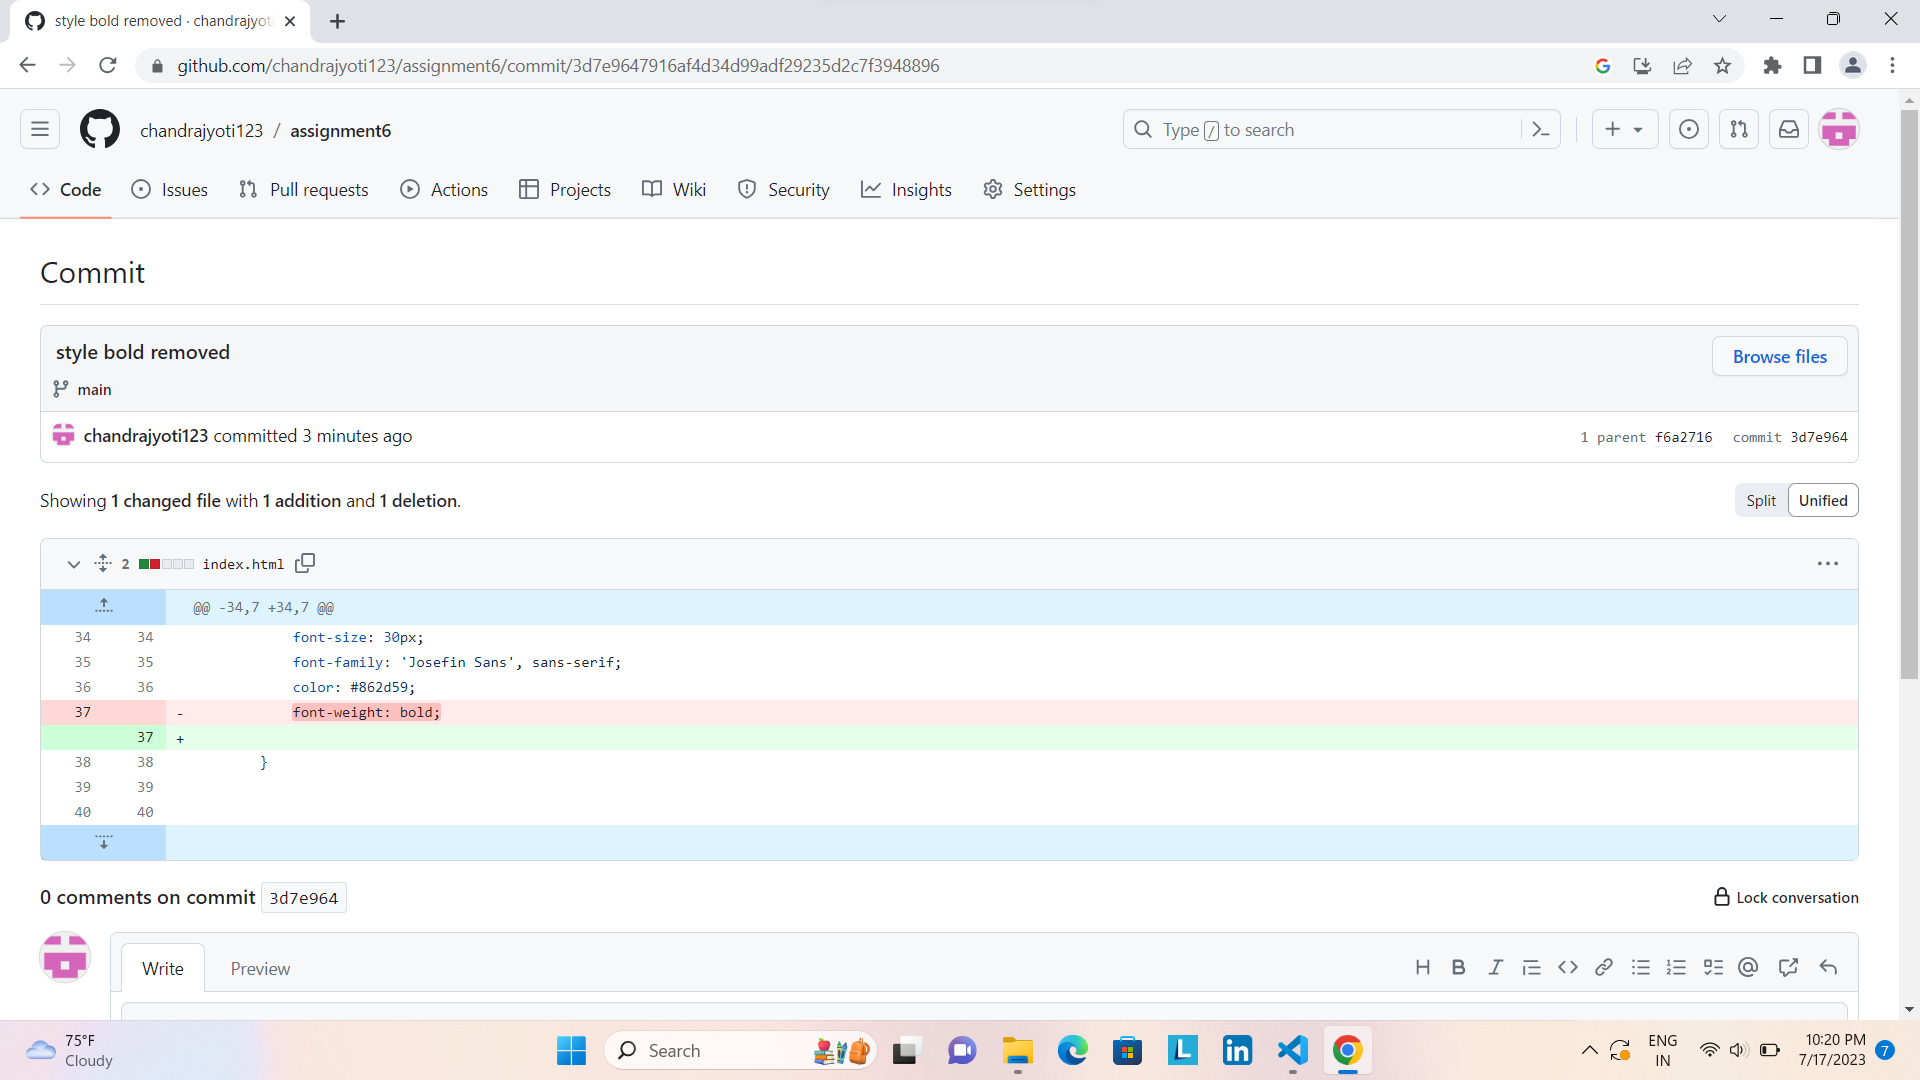 style bold removed · chandrajyoti
github.com/chandrajyoti123/assignment6/commit/3d7e9647916af4d34d99adf29235d2c7f3948896
chandrajyoti123 / assignment6
Type / to search
Code Issues Pull requests Actions Projects Wiki Security Insights Settings
Commit
style bold removed
Browse files
main
chandrajyoti123 committed 3 minutes ago
1 parent f6a2716 commit 3d7e964
Showing 1 changed file with 1 addition and 1 deletion.
Split Unified
2 index.html
@@ -34,7 +34,7 @@
34 34 font-size: 30px;
35 35 font-family: 'Josefin Sans', sans-serif;
36 36 color: #862d59;
37 - font-weight: bold;
37 +
38 38 }
39 39
40 40
0 comments on commit 3d7e964
Lock conversation
Write Preview
75°F
Cloudy
Search
ENG
IN
10:20 PM
7/17/2023
7